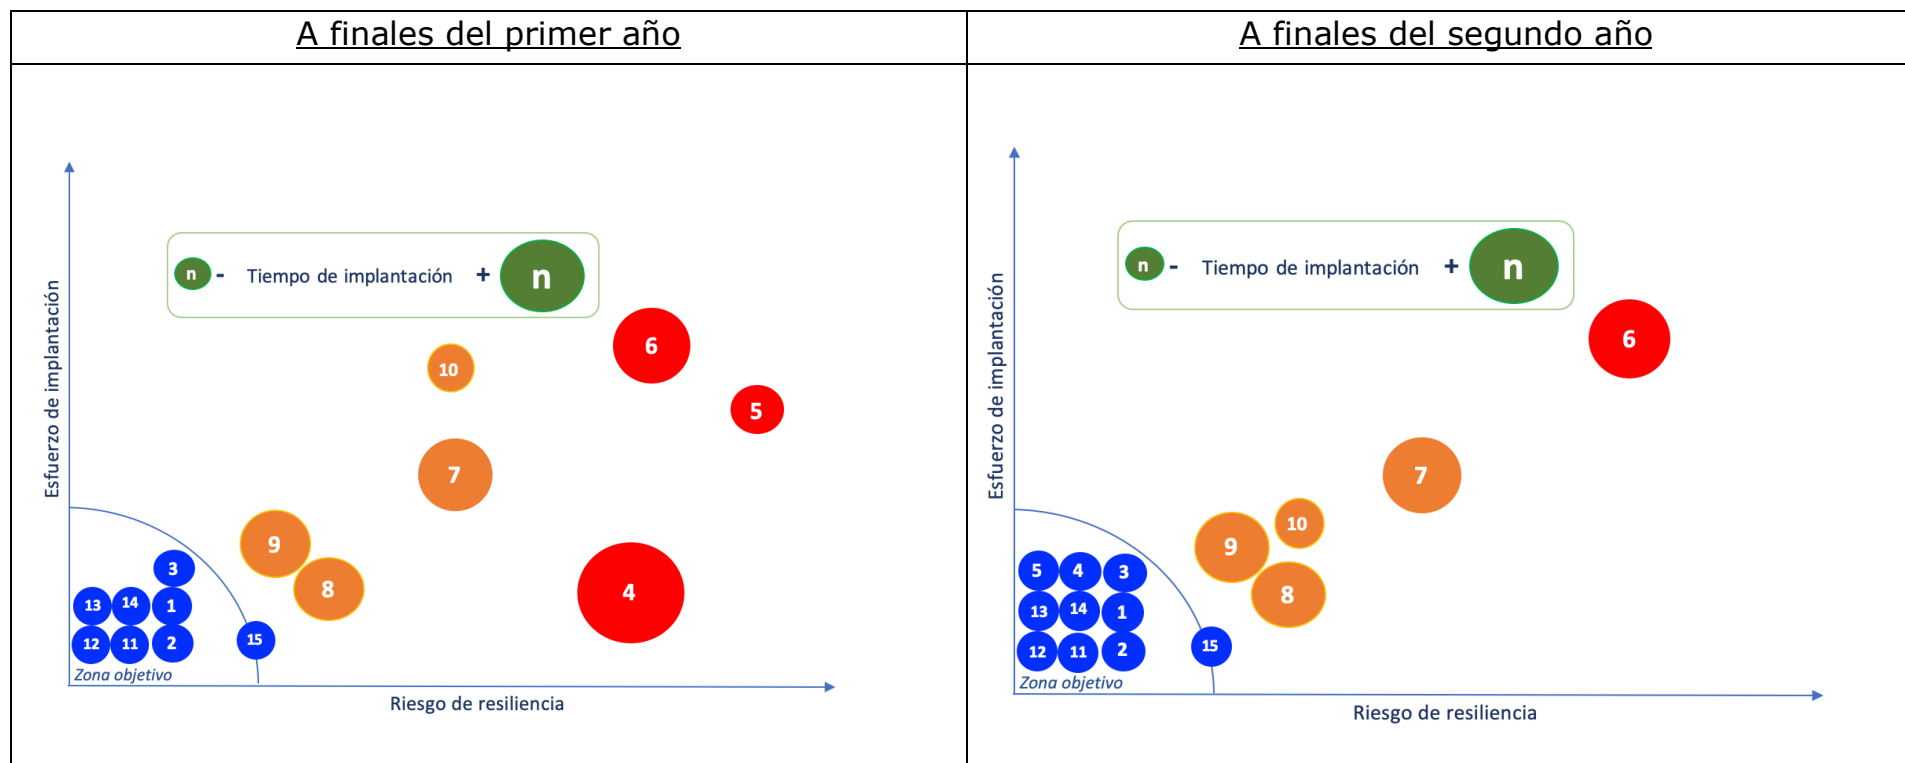 A finales del primer año
A finales del segundo año
n - Tiempo de implantación + n
Esfuerzo de implantación
6
10
5
7
9
8
4
3
13 14 1
12 11 2
15
Zona objetivo
Riesgo de resiliencia
n - Tiempo de implantación + n
Esfuerzo de implantación
6
7
10
9
8
5 4 3
13 14 1
12 11 2
15
Zona objetivo
Riesgo de resiliencia